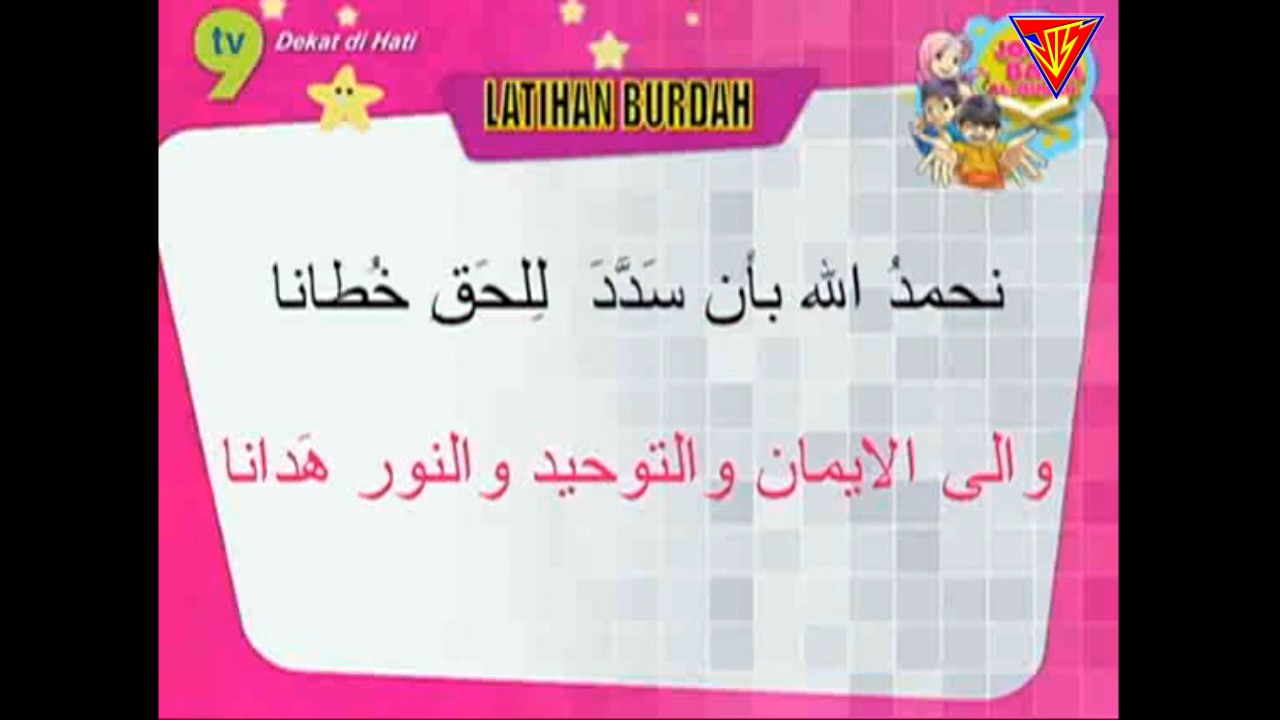 tv9 Dekat di Hati
LATIHAN BURDAH
نحمدُ الله بأن سَدَّدَ لِلحَق خُطانا
والى الايمان والتوحيد والنور هَدانا